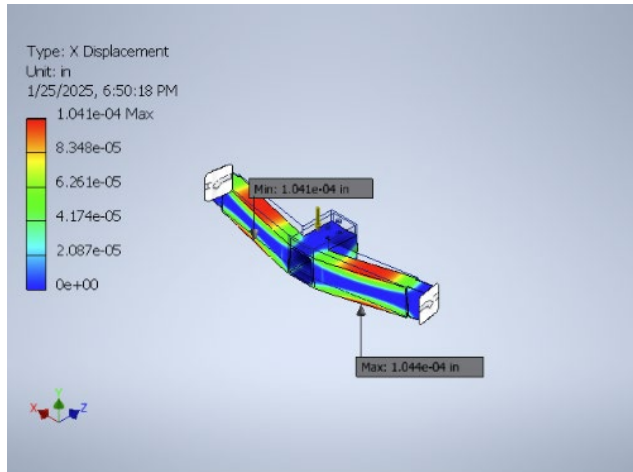 Type: X Displacement
Unit: in
1/25/2025, 6:50:18 PM
1.041e-04 Max
8.348e-05
6.261e-05
4.174e-05
2.087e-05
0e+00
Min: 1.041e-04 in
Max: 1.044e-04 in
Y
X
Z